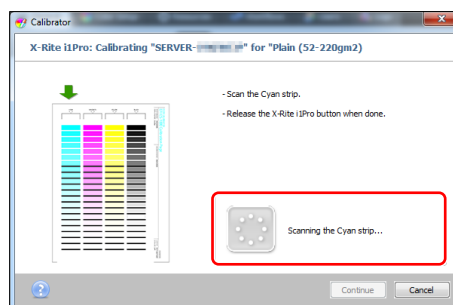 Calibrator
X-Rite i1Pro: Calibrating "SERVER-" for "Plain (52-220gm2)
- Scan the Cyan strip.
- Release the X-Rite i1Pro button when done.
Scanning the Cyan strip...
Continue
Cancel